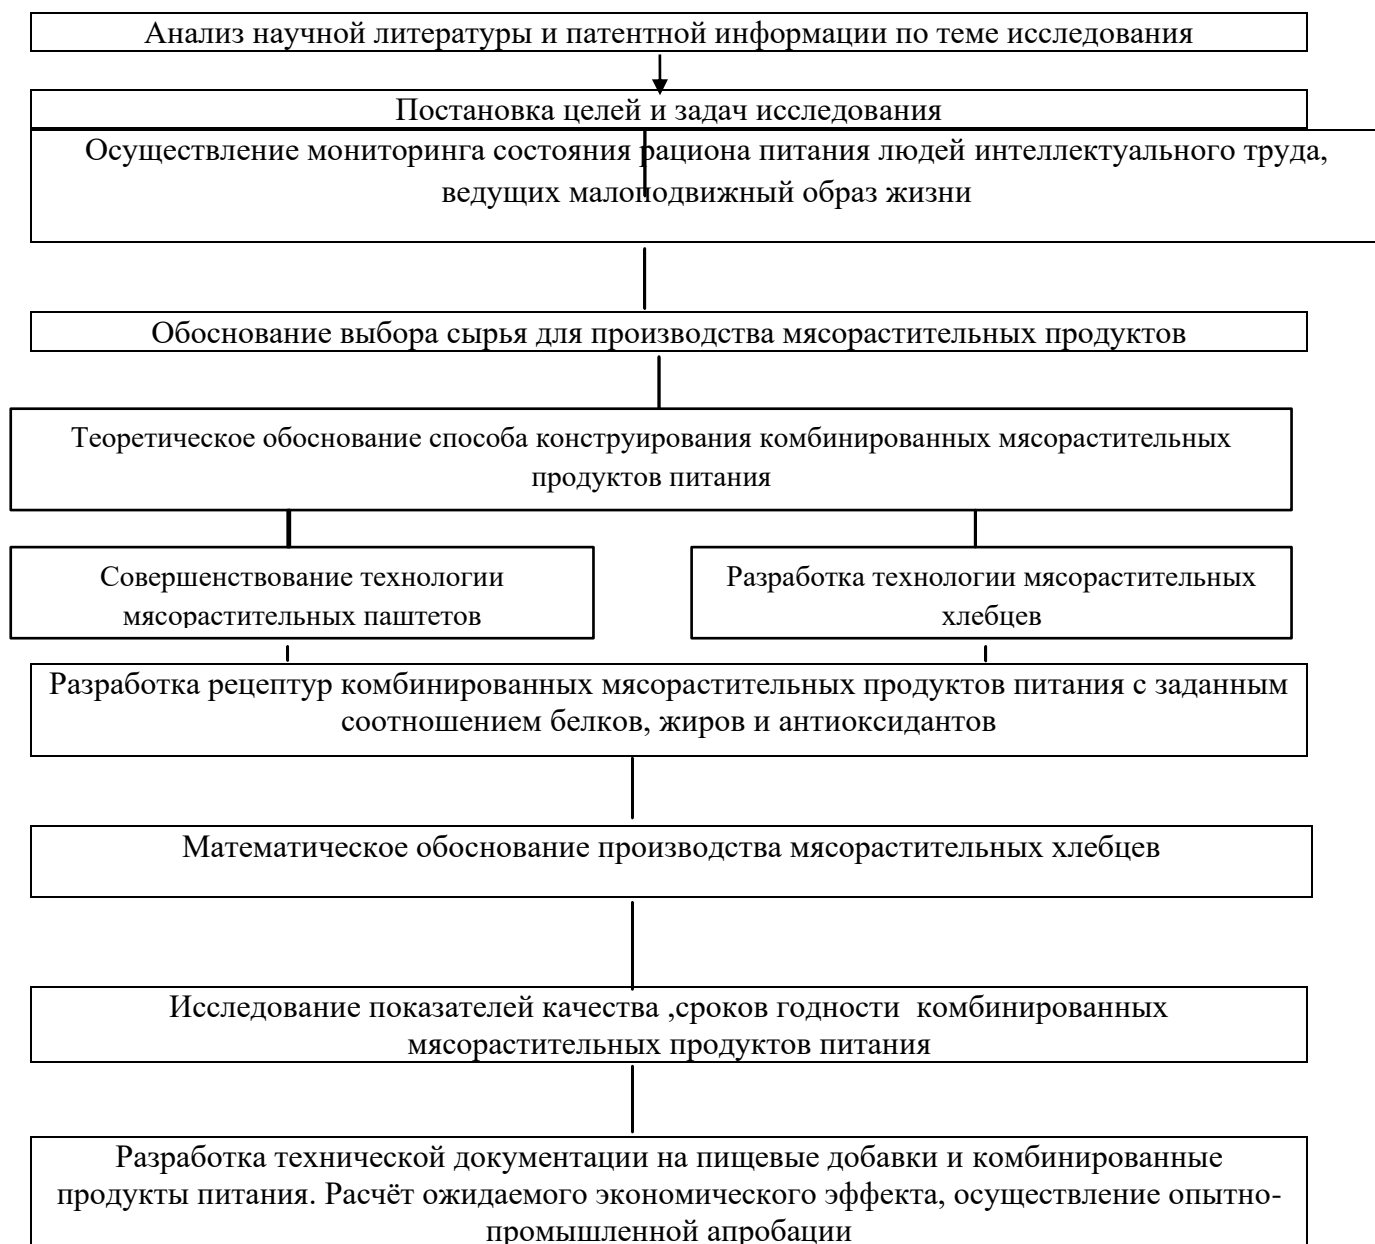 Анализ научной литературы и патентной информации по теме исследования
Постановка целей и задач исследования
Осуществление мониторинга состояния рациона питания людей интеллектуального труда,
ведущих малоподвижный образ жизни
Обоснование выбора сырья для производства мясорастительных продуктов
Теоретическое обоснование способа конструирования комбинированных мясорастительных
продуктов питания
Совершенствование технологии
мясорастительных паштетов
Разработка технологии мясорастительных
хлебцев
Разработка рецептур комбинированных мясорастительных продуктов питания с заданным
соотношением белков, жиров и антиоксидантов
Математическое обоснование производства мясорастительных хлебцев
Исследование показателей качества ,сроков годности комбинированных
мясорастительных продуктов питания
Разработка технической документации на пищевые добавки и комбинированные
продукты питания. Расчёт ожидаемого экономического эффекта, осуществление опытно-
промышленной апробации